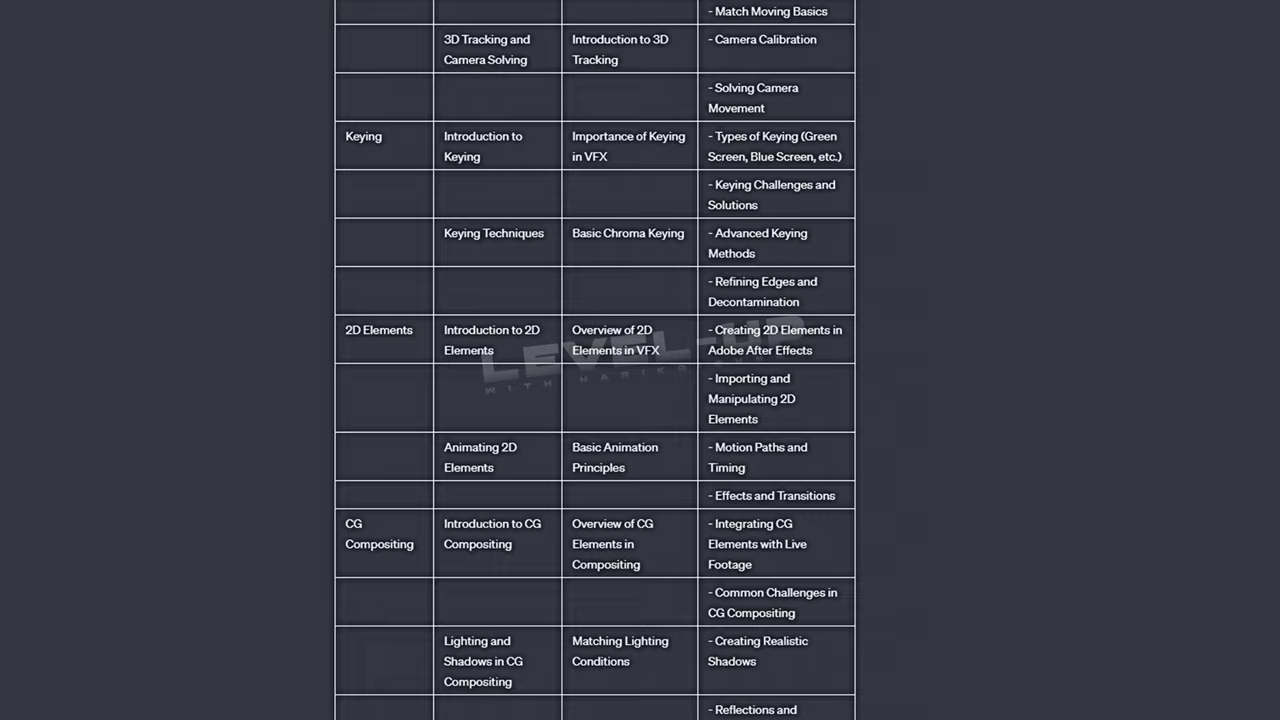 - Match Moving Basics
3D Tracking and Camera Solving
Introduction to 3D Tracking
- Camera Calibration
- Solving Camera Movement
Keying
Introduction to Keying
Importance of Keying in VFX
- Types of Keying (Green Screen, Blue Screen, etc.)
- Keying Challenges and Solutions
Keying Techniques
Basic Chroma Keying
- Advanced Keying Methods
- Refining Edges and Decontamination
2D Elements
Introduction to 2D Elements
Overview of 2D Elements in VFX
- Creating 2D Elements in Adobe After Effects
LEVEL-UP
WITH
- Importing and Manipulating 2D Elements
Animating 2D Elements
Basic Animation Principles
- Motion Paths and Timing
- Effects and Transitions
CG Compositing
Introduction to CG Compositing
Overview of CG Elements in Compositing
- Integrating CG Elements with Live Footage
- Common Challenges in CG Compositing
Lighting and Shadows in CG Compositing
Matching Lighting Conditions
- Creating Realistic Shadows
- Reflections and